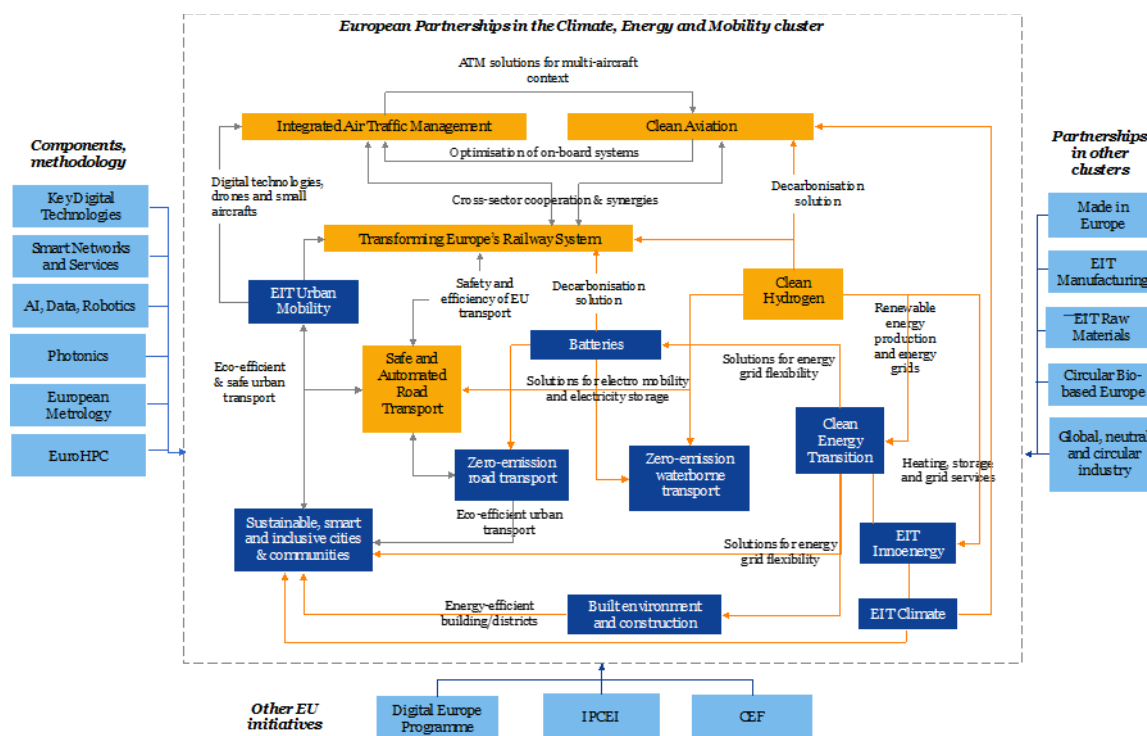 European Partnerships in the Climate, Energy and Mobility cluster
ATM solutions for multi-aircraft
context
Integrated Air Traffic Management
Clean Aviation
Optimisation of on-board systems
Components,
methodology
Key Digital
Technologies
Smart Networks
and Services
AI, Data, Robotics
Photonics
European
Metrology
EuroHPC
Digital technologies,
drones and small
aircrafts
Cross-sector cooperation & synergies
Decarbonisation
solution
Transforming Europe's Railway System
EIT Urban
Mobility
Safety and
efficiency of EU
transport
Decarbonisation
solution
Clean
Hydrogen
Renewable
energy
production
and energy
grids
Batteries
Eco-efficient
& safe urban
transport
Safe and
Automated
Road
Transport
Solutions for electro mobility
and electricity storage
Solutions for energy
grid flexibility
Clean
Energy
Transition
Zero-emission
road transport
Zero-emission
waterborne
transport
Heating, storage
and grid services
Eco-efficient urban
transport
Sustainable, smart
and inclusive cities
& communities
Solutions for energy
grid flexibility
EIT
Innoenergy
Energy-efficient
building/districts
Built environment
and construction
EIT Climate
Partnerships
in other
clusters
Made in
Europe
EIT
Manufacturing
EIT Raw
Materials
Circular Bio-
based Europe
Global, neutral
and circular
industry
Other EU
initiatives
Digital Europe
Programme
IPCEI
CEF